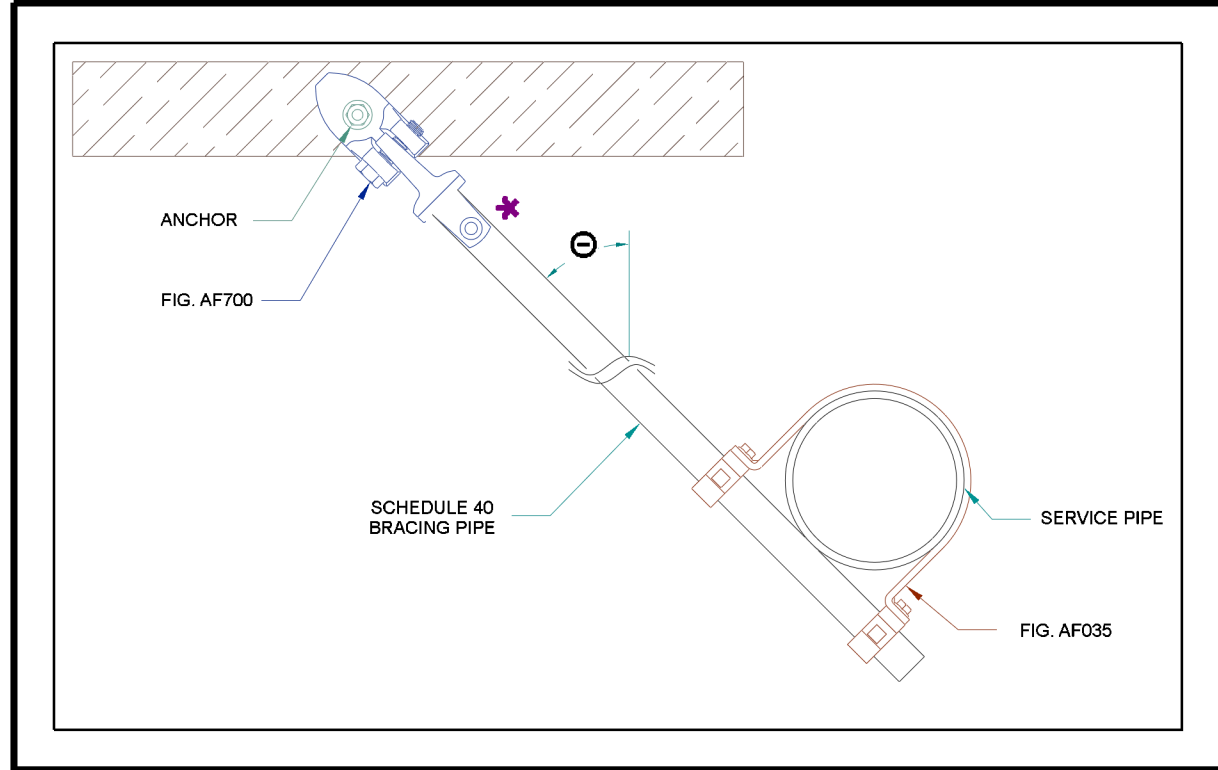 ANCHOR
Θ
FIG. AF700
SCHEDULE 40
BRACING PIPE
SERVICE PIPE
FIG. AF035